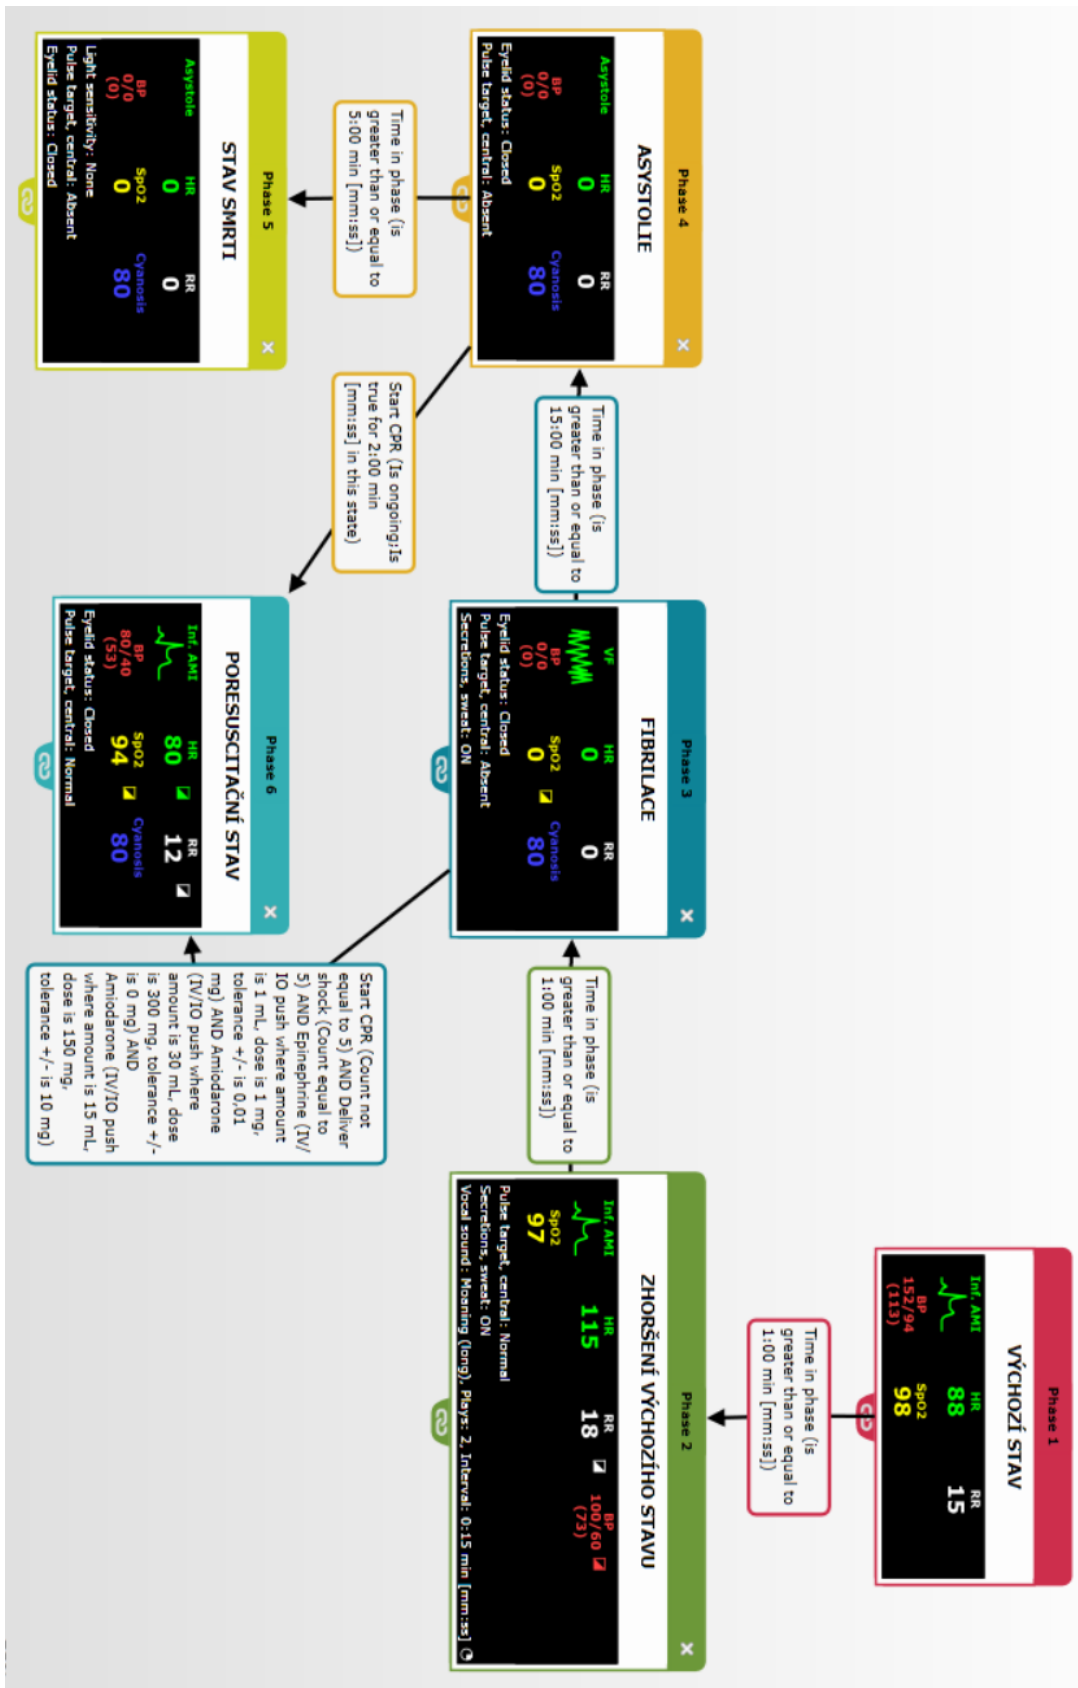 Phase 1
VÝCHOZÍ STAV
Inf. AMI
HR
88
RR
15
BP
152/94
(113)
SpO2
98
Time in phase (is
greater than or equal to
1:00 min [mm:ss])
Phase 2
ZHORŠENÍ VÝCHOZÍHO STAVU
Inf. AMI
HR
115
RR
18
BP
100/60
(73)
SpO2
97
Pulse target, central: Normal
Secretions, sweat: ON
Vocal sound: Moaning (long), Plays: 2, Interval: 0:15 min [mm:ss]
Time in phase (is
greater than or equal to
1:00 min [mm:ss])
Phase 3
FIBRILACE
VF
HR
0
RR
0
BP
0/0
(0)
SpO2
0
Cyanosis
80
Eyelid status: Closed
Pulse target, central: Absent
Secretions, sweat: ON
Time in phase (is
greater than or equal to
15:00 min [mm:ss])
Phase 4
ASYSTOLIE
Asystole
HR
0
RR
0
BP
0/0
(0)
SpO2
0
Cyanosis
80
Eyelid status: Closed
Pulse target, central: Absent
Time in phase (is
greater than or equal to
5:00 min [mm:ss])
Start CPR (Is ongoing;Is
true for 2:00 min
[mm:ss] in this state)
Start CPR (Count not
equal to 5) AND Deliver
shock (Count equal to
5) AND Epinephrine (IV/
IO push where amount
is 1 mL, dose is 1 mg,
tolerance +/- is 0,01
mg) AND Amiodarone
(IV/IO push where
amount is 30 mL, dose
is 300 mg, tolerance +/-
is 0 mg) AND
Amiodarone (IV/IO push
where amount is 15 mL,
dose is 150 mg,
tolerance +/- is 10 mg)
Phase 5
STAV SMRTI
Asystole
HR
0
RR
0
BP
0/0
(0)
SpO2
0
Cyanosis
80
Light sensitivity: None
Pulse target, central: Absent
Eyelid status: Closed
Phase 6
PORESUSCITAČNÍ STAV
Inf. AMI
HR
80
RR
12
BP
80/40
(53)
SpO2
94
Cyanosis
80
Eyelid status: Closed
Pulse target, central: Normal